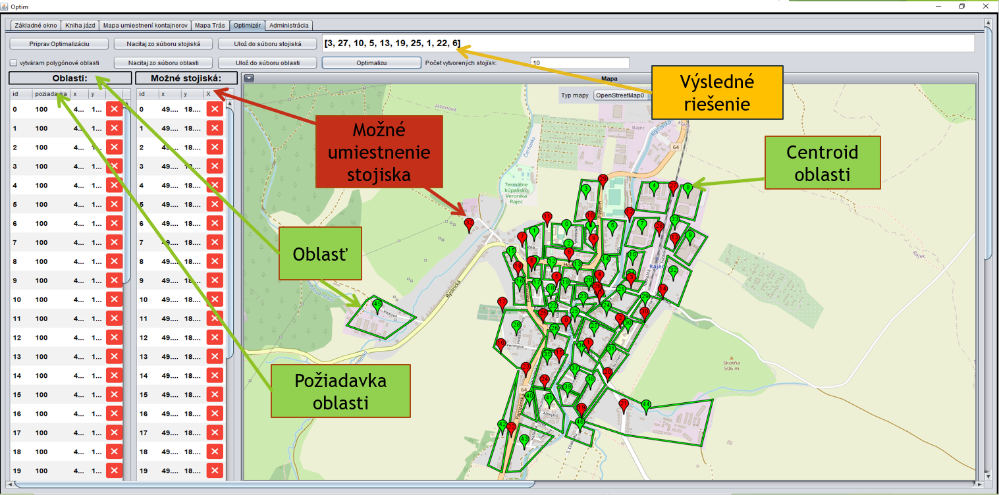 Optim
Základné okno Kniha jázd Mapa umiestnení kontajnerov Mapa Trás Optimizér Administrácia
Priprav Optimalizáciu Nacitaj zo súboru stojiská Ulož do súboru stojiská [3, 27, 10, 5, 13, 19, 25, 1, 22, 6]
vytváram polygónové oblasti Nacitaj zo súboru oblasti Ulož do súboru oblasti Optimalizu Počet vytvorených stojísk: 10
Oblasti: Možné stojiská: Mapa
id poziadavka x y id x y X
Typ mapy OpenStreetMap0
0 100 4... 1... 0 49.... 18....
1 100 4... 1... 1 49.... 18....
2 100 4... 1... 2 49.... 18....
3 100 4... 1... 3 49.... 18....
4 100 4... 1... 4 49.... 18....
5 100 4... 1... 5 49.... 18....
6 100 4... 1... 6 49.... 18....
7 100 4... 1... 7 49.... 18....
8 100 4... 1... 8 49.... 18....
9 100 4... 1... 9 49.... 18....
10 100 4... 1... 10 49.... 18....
11 100 4... 1... 11 49.... 18....
12 100 4... 1... 12 49.... 18....
13 100 4... 1... 13 49.... 18....
14 100 4... 1... 14 49.... 18....
15 100 4... 1... 15 49.... 18....
16 100 4... 1... 16 49.... 18....
17 100 4... 1... 17 49.... 18....
18 100 4... 1... 18 49.... 18....
19 100 4... 1... 19 49.... 18....
Výsledné
riešenie
Možné
umiestnenie
stojiska
Centroid
oblasti
Oblasť
Požiadavka
oblasti
Jasenové
Čierňanka
Rajčanka
Rajec
64
Termálne
kúpalisko
Veronika
Rajec
Bystrická
Rajec
Rajec
Skotňa
506 m
64
Partizánska
Alexyho